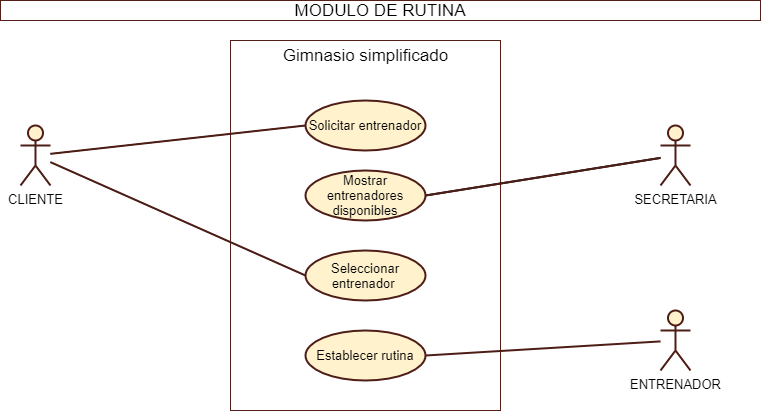 MODULO DE RUTINA
Gimnasio simplificado
Solicitar entrenador
CLIENTE
Mostrar
entrenadores
disponibles
SECRETARIA
Seleccionar
entrenador
Establecer rutina
ENTRENADOR